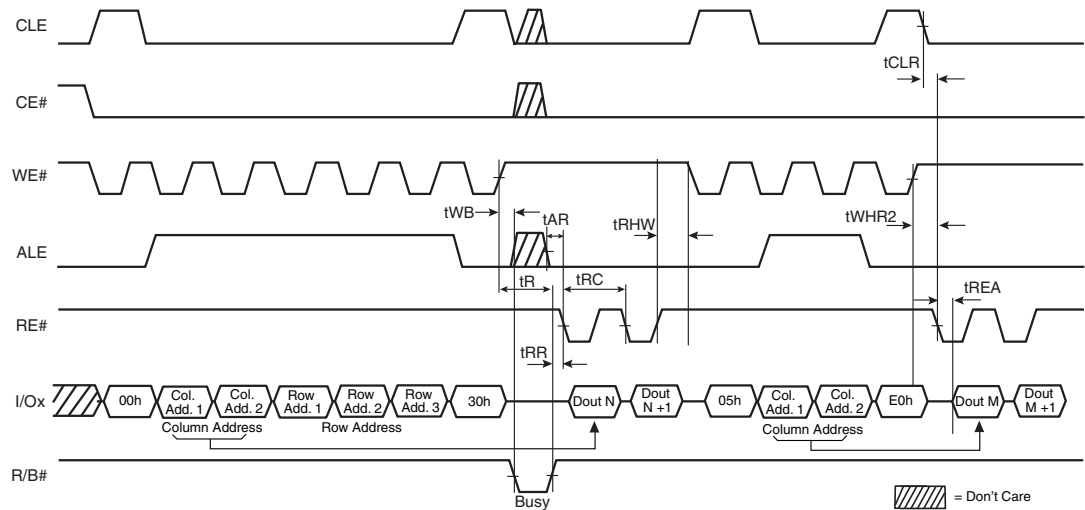 CLE
tCLR
CE#
WE#
tWB
tAR
tRHW
tWHR2
ALE
tR
tRC
tREA
RE#
tRR
I/Ox
00h
Col. Add. 1
Col. Add. 2
Row Add. 1
Row Add. 2
Row Add. 3
30h
Dout N
Dout N +1
05h
Col. Add. 1
Col. Add. 2
E0h
Dout M
Dout M +1
Column Address
Row Address
Column Address
R/B#
Busy
= Don't Care